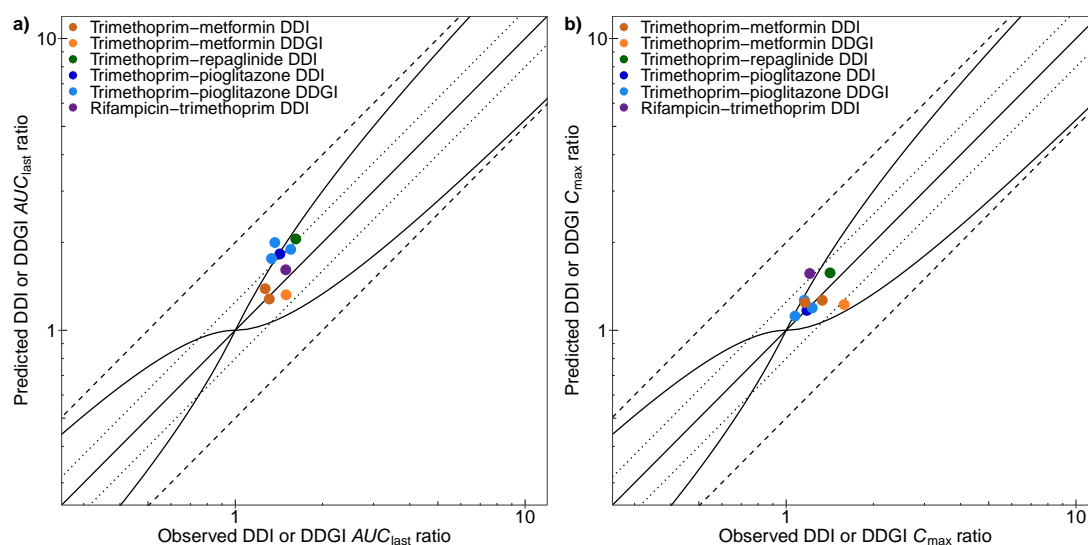 a)
Trimethoprim−metformin DDI
Trimethoprim−metformin DDGI
Trimethoprim−repaglinide DDI
Trimethoprim−pioglitazone DDI
Trimethoprim−pioglitazone DDGI
Rifampicin−trimethoprim DDI
10
1
Predicted DDI or DDGI AUClast ratio
1
10
Observed DDI or DDGI AUClast ratio
b)
Trimethoprim−metformin DDI
Trimethoprim−metformin DDGI
Trimethoprim−repaglinide DDI
Trimethoprim−pioglitazone DDI
Trimethoprim−pioglitazone DDGI
Rifampicin−trimethoprim DDI
10
1
Predicted DDI or DDGI Cmax ratio
1
10
Observed DDI or DDGI Cmax ratio